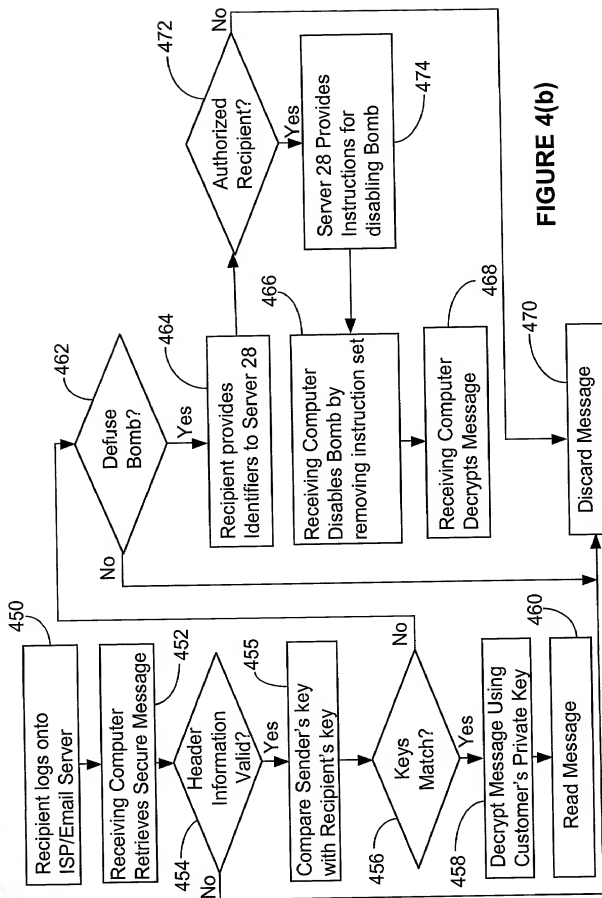 450
Recipient logs onto
ISP/Email Server
452
Receiving Computer
Retrieves Secure Message
454
Header
Information
Valid?
No
Yes
455
Compare Sender's key
with Recipient's key
456
Keys
Match?
No
Yes
458
Decrypt Message Using
Customer's Private Key
460
Read Message
462
Defuse
Bomb?
No
Yes
464
Recipient provides
Identifiers to Server 28
466
Receiving Computer
Disables Bomb by
removing instruction set
468
Receiving Computer
Decrypts Message
470
Discard Message
472
Authorized
Recipient?
No
Yes
474
Server 28 Provides
Instructions for
disabling Bomb
FIGURE 4(b)